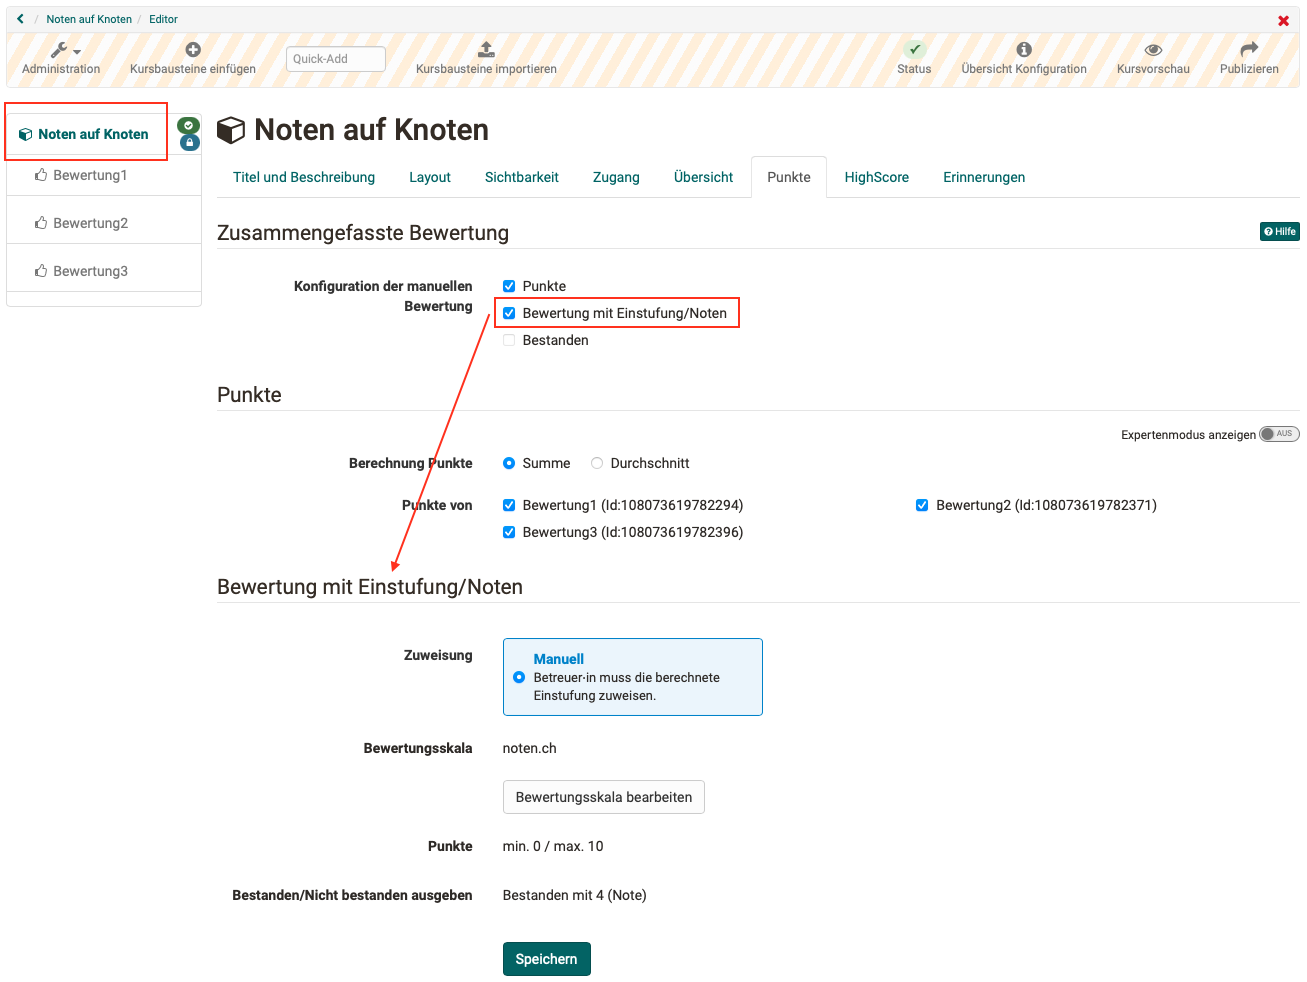 Noten auf Knoten / Editor
Administration
Kursbausteine einfügen
Quick-Add
Kursbausteine importieren
Status
Übersicht Konfiguration
Kursvorschau
Publizieren
Noten auf Knoten
Bewertung1
Bewertung2
Bewertung3
Noten auf Knoten
Titel und Beschreibung
Layout
Sichtbarkeit
Zugang
Übersicht
Punkte
HighScore
Erinnerungen
Zusammengefasste Bewertung
Hilfe
Konfiguration der manuellen
Bewertung
Punkte
Bewertung mit Einstufung/Noten
Bestanden
Punkte
Expertenmodus anzeigen AUS
Berechnung Punkte
Summe
Durchschnitt
Punkte von
Bewertung1 (Id:108073619782294)
Bewertung2 (Id:108073619782371)
Bewertung3 (Id:108073619782396)
Bewertung mit Einstufung/Noten
Zuweisung
Manuell
Betreuer·in muss die berechnete
Einstufung zuweisen.
Bewertungsskala
noten.ch
Bewertungsskala bearbeiten
Punkte
min. 0 / max. 10
Bestanden/Nicht bestanden ausgeben
Bestanden mit 4 (Note)
Speichern